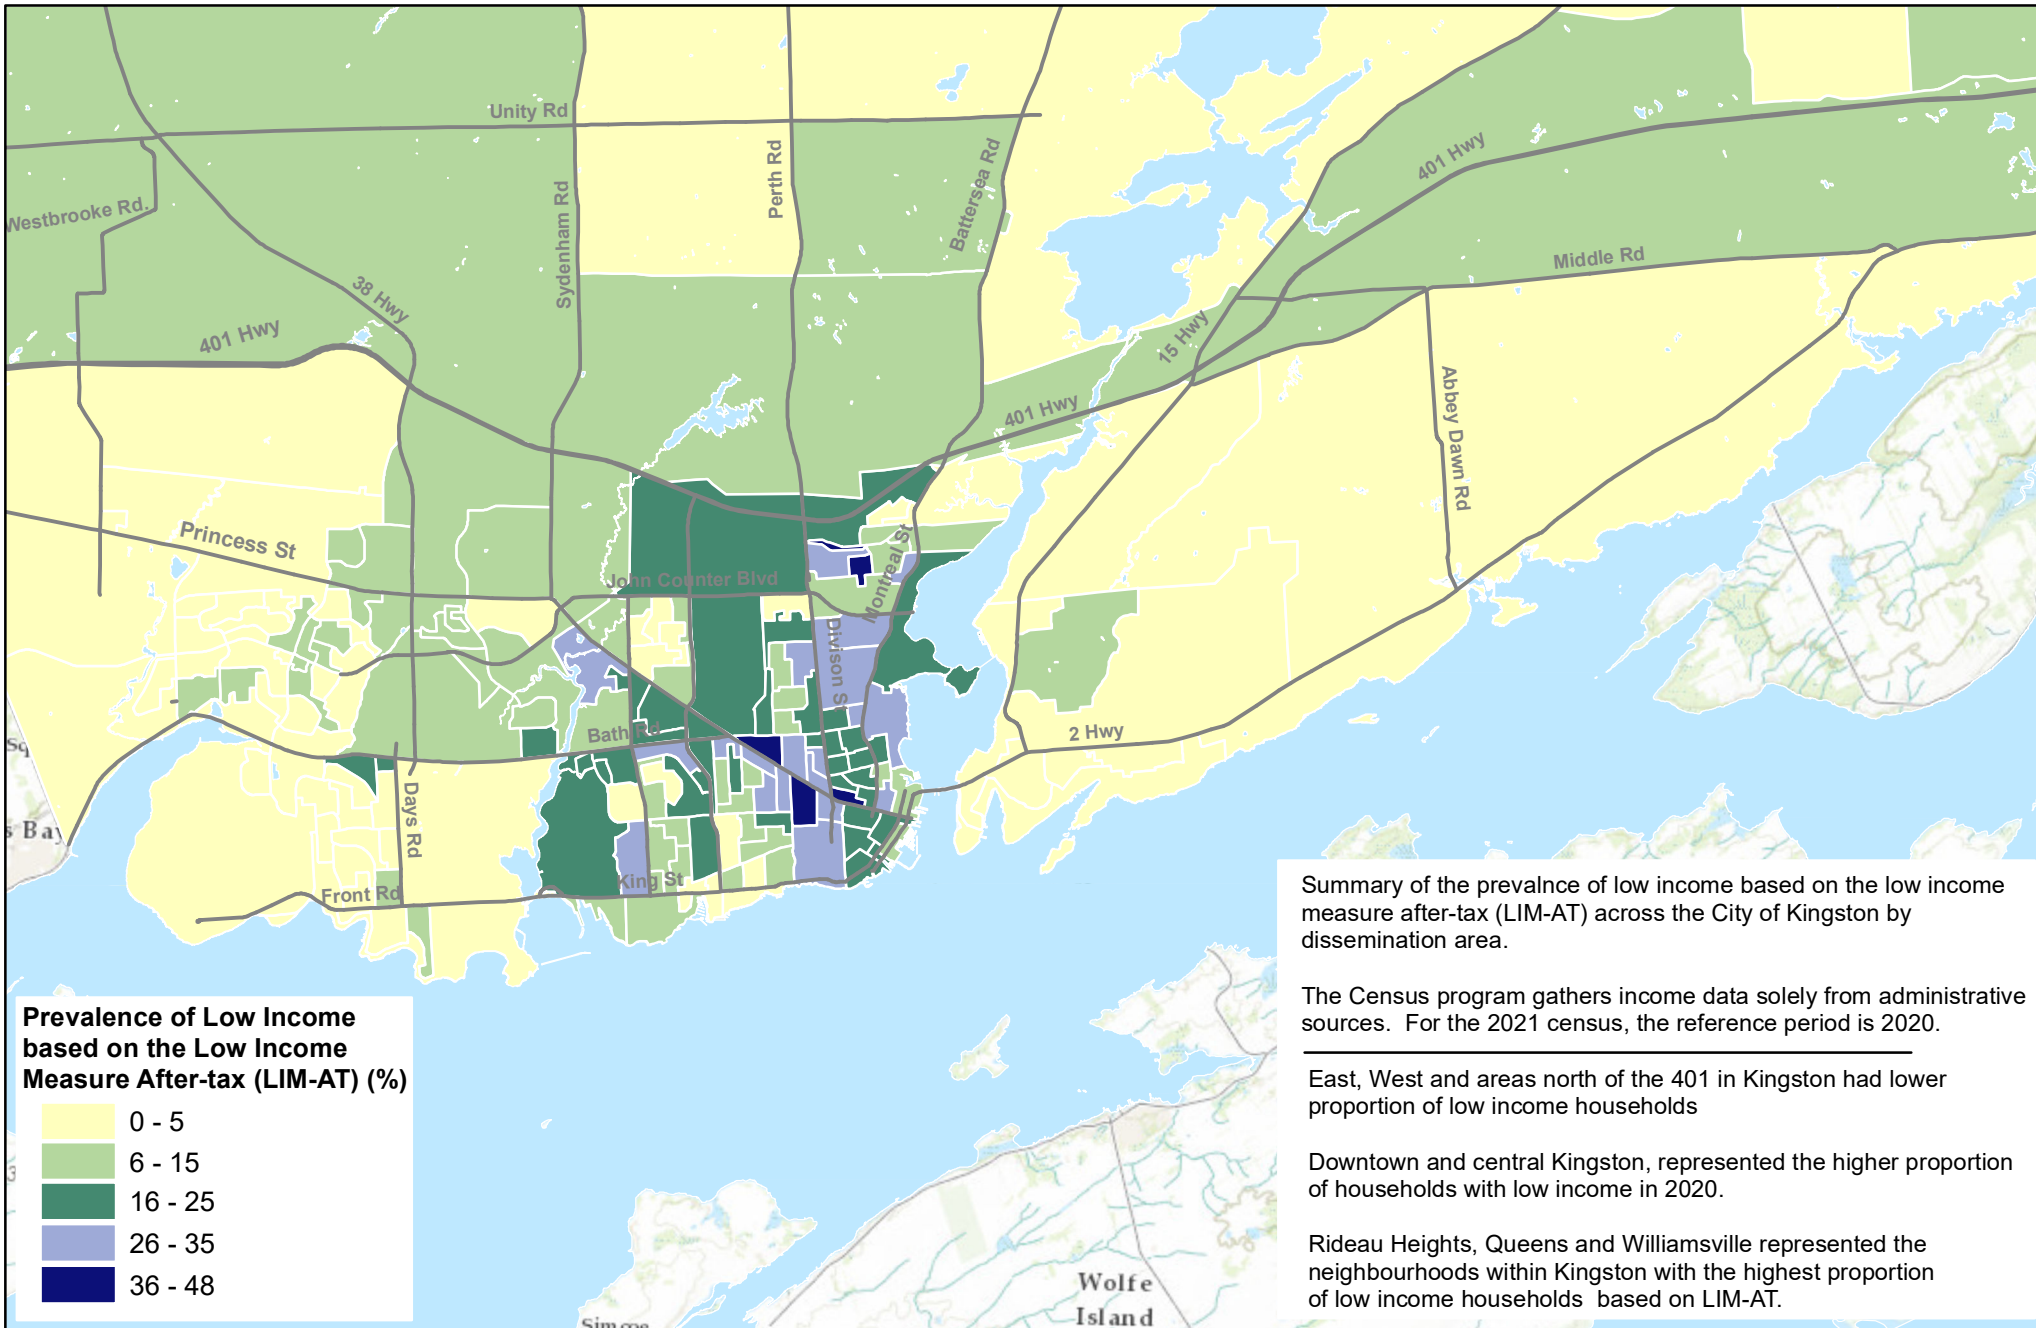 Unity Rd
Westbrooke Rd.
Sydenham Rd
Perth Rd
Battersea Rd
401 Hwy
Middle Rd
38 Hwy
401 Hwy
15 Hwy
401 Hwy
Abbey Dawn Rd
Princess St
John Counter Blvd
Montreal St
Divison St
Bath Rd
2 Hwy
Sq
s Bay
Days Rd
Front Rd
King St
Summary of the prevalnce of low income based on the low income
measure after-tax (LIM-AT) across the City of Kingston by
dissemination area.
The Census program gathers income data solely from administrative
sources. For the 2021 census, the reference period is 2020.
East, West and areas north of the 401 in Kingston had lower
proportion of low income households
Downtown and central Kingston, represented the higher proportion
of households with low income in 2020.
Rideau Heights, Queens and Williamsville represented the
neighbourhoods within Kingston with the highest proportion
of low income households based on LIM-AT.
Prevalence of Low Income
based on the Low Income
Measure After-tax (LIM-AT) (%)
0 - 5
6 - 15
16 - 25
26 - 35
36 - 48
Wolfe
Island
Simcoe